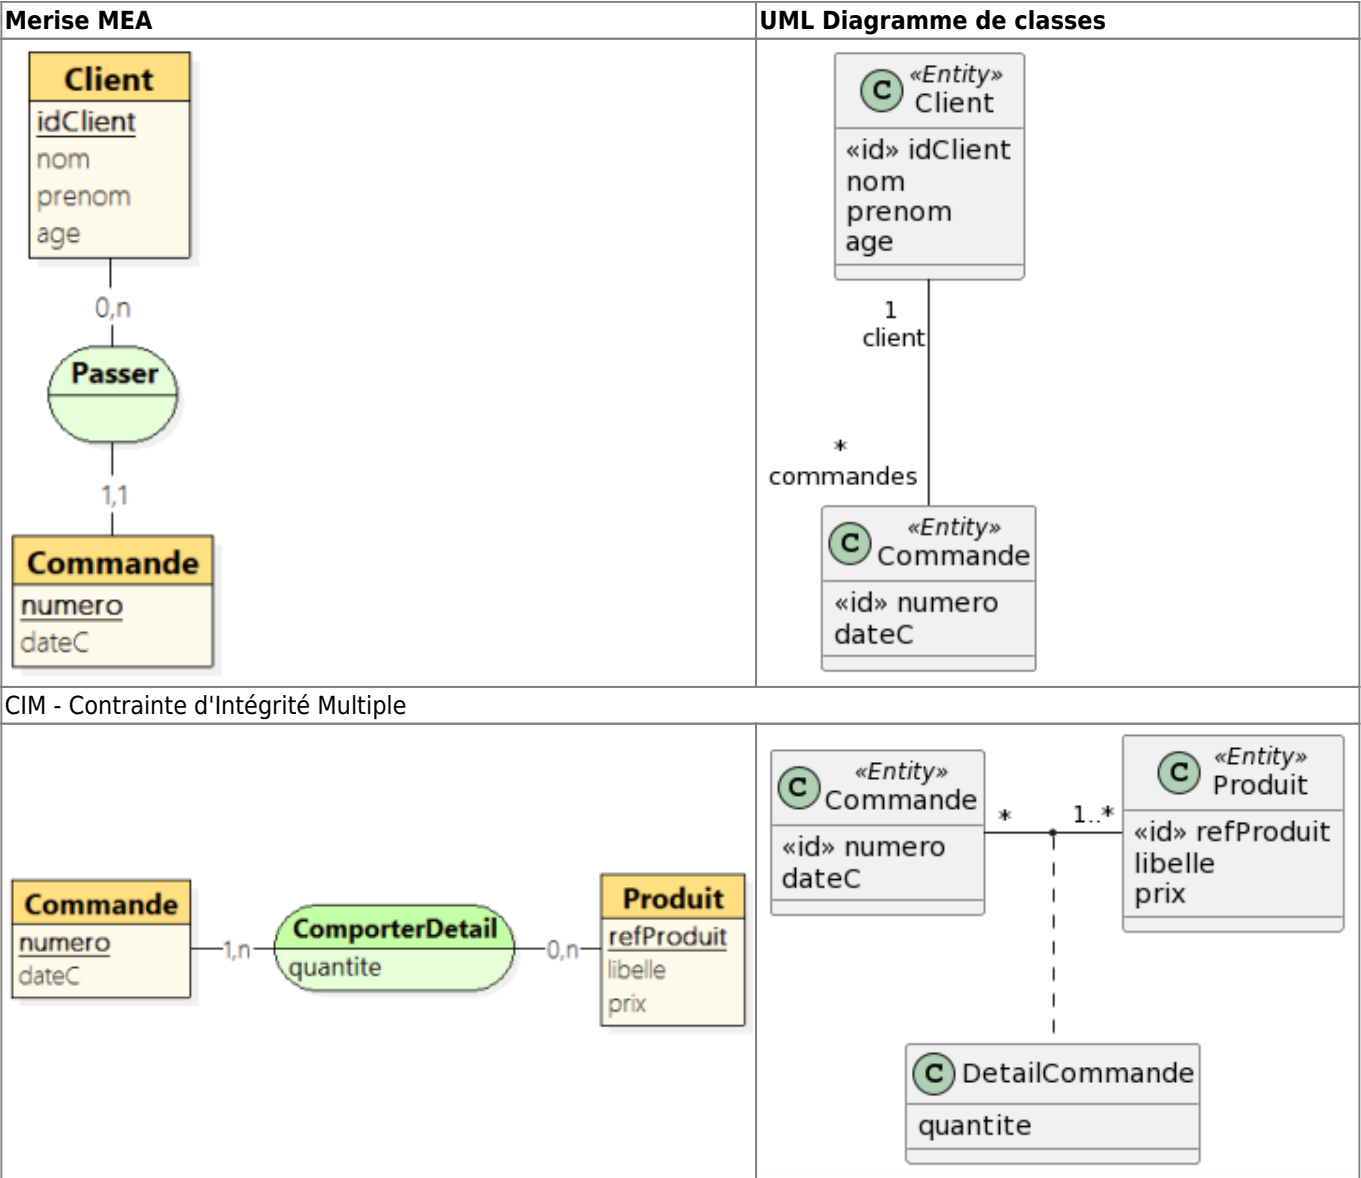 Merise MEA
UML Diagramme de classes
Client
idClient
nom
prenom
age
0,n
Passer
1,1
Commande
numero
dateC
C
«Entity»
Client
«id» idClient
nom
prenom
age
1
client
*
commandes
C
«Entity»
Commande
«id» numero
dateC
CIM - Contrainte d'Intégrité Multiple
Commande
numero
dateC
1,n
ComporterDetail
quantite
0,n
Produit
refProduit
libelle
prix
C
«Entity»
Commande
«id» numero
dateC
*
1..*
C
«Entity»
Produit
«id» refProduit
libelle
prix
C DetailCommande
quantite